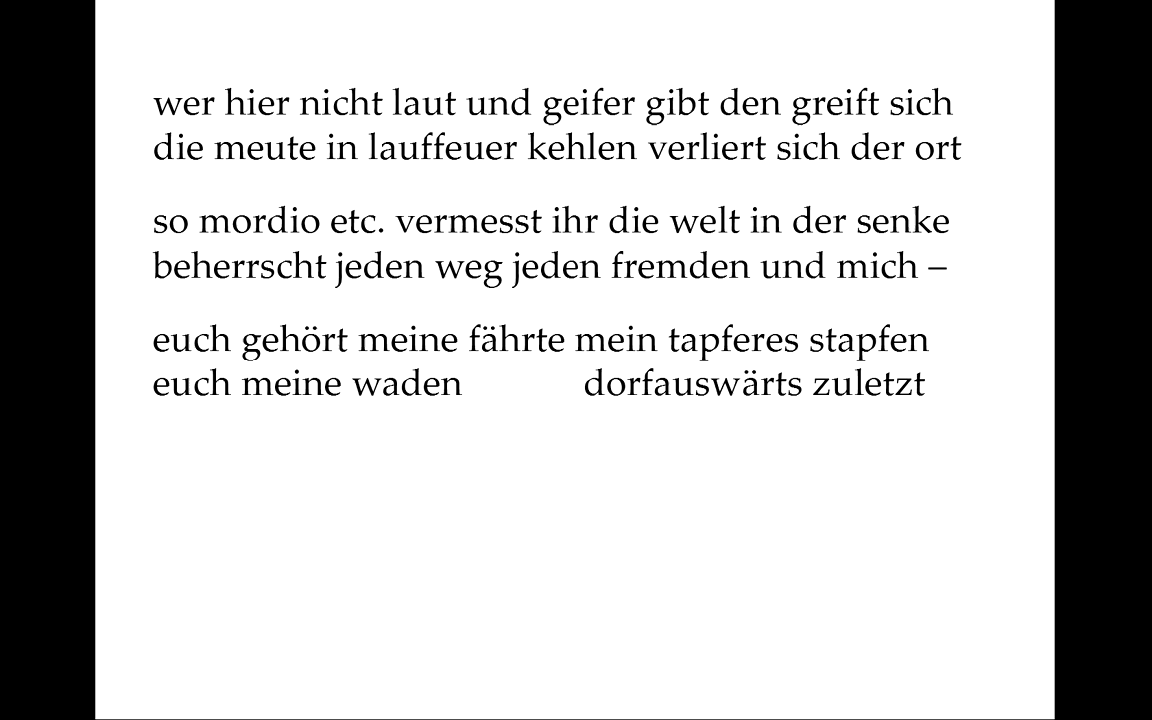 wer hier nicht laut und geifer gibt den greift sich
die meute in lauffeuer kehlen verliert sich der ort
so mordio etc. vermesst ihr die welt in der senke
beherrscht jeden weg jeden fremden und mich –
euch gehört meine fährte mein tapferes stapfen
euch meine waden dorfauswärts zuletzt